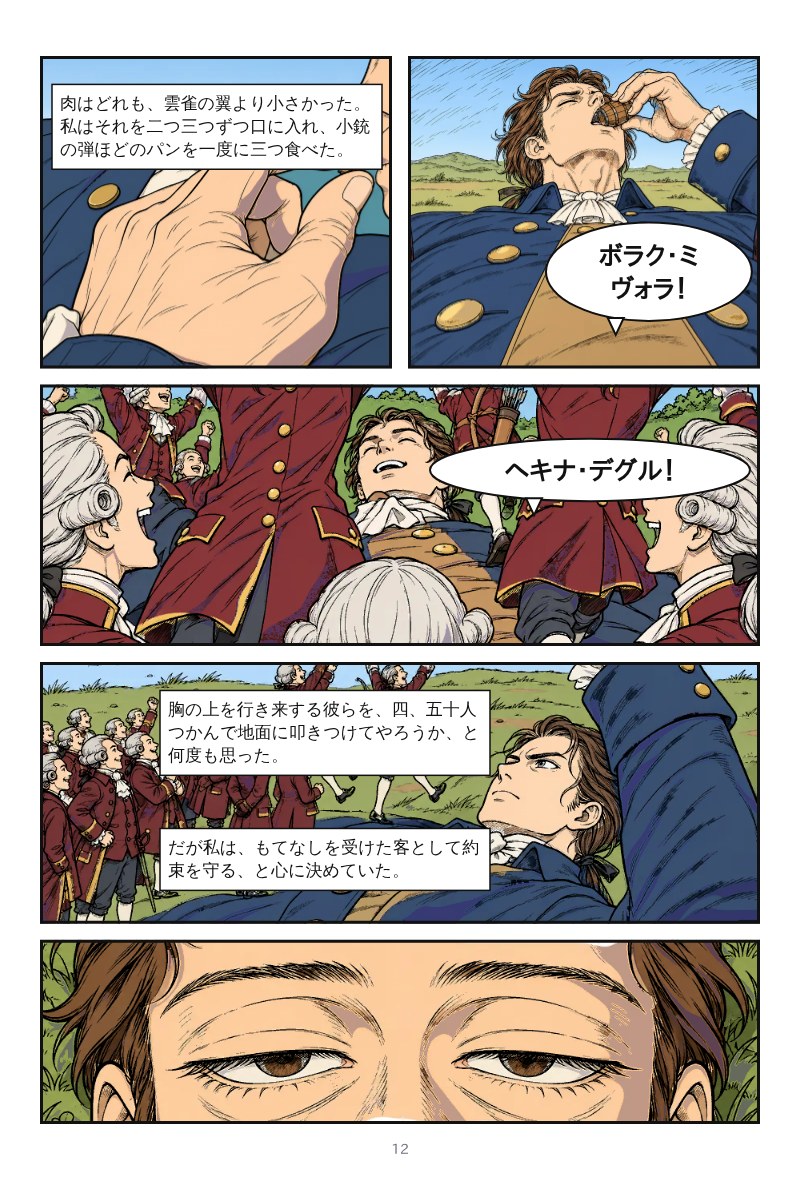 肉はどれも、雲雀の翼より小さかった。
私はそれを二つ三つずつ口に入れ、小銃
の弾ほどのパンを一度に三つ食べた。
ボラク・ミ
ヴォラ！
ヘキナ・デグル！
胸の上を行き来する彼らを、四、五十人
つかんで地面に叩きつけてやろうか、と
何度も思った。
だが私は、もてなしを受けた客として約
束を守る、と心に決めていた。
12